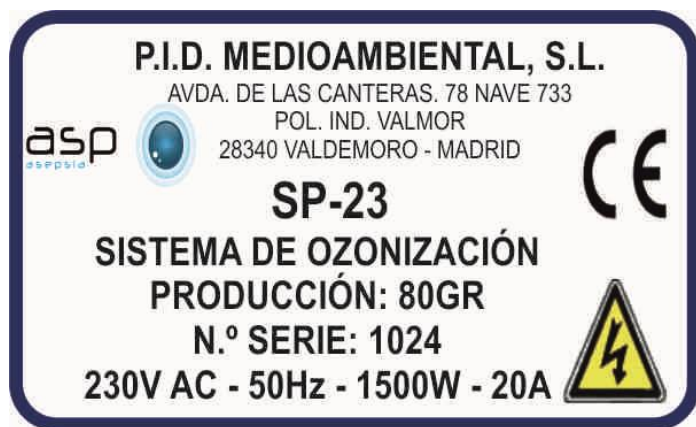 P.I.D. MEDIOAMBIENTAL, S.L.
AVDA. DE LAS CANTERAS. 78 NAVE 733
POL. IND. VALMOR
28340 VALDEMORO - MADRID
asp
asepsia
CE
SP-23
SISTEMA DE OZONIZACIÓN
PRODUCCIÓN: 80GR
N.º SERIE: 1024
230V AC - 50Hz - 1500W - 20A